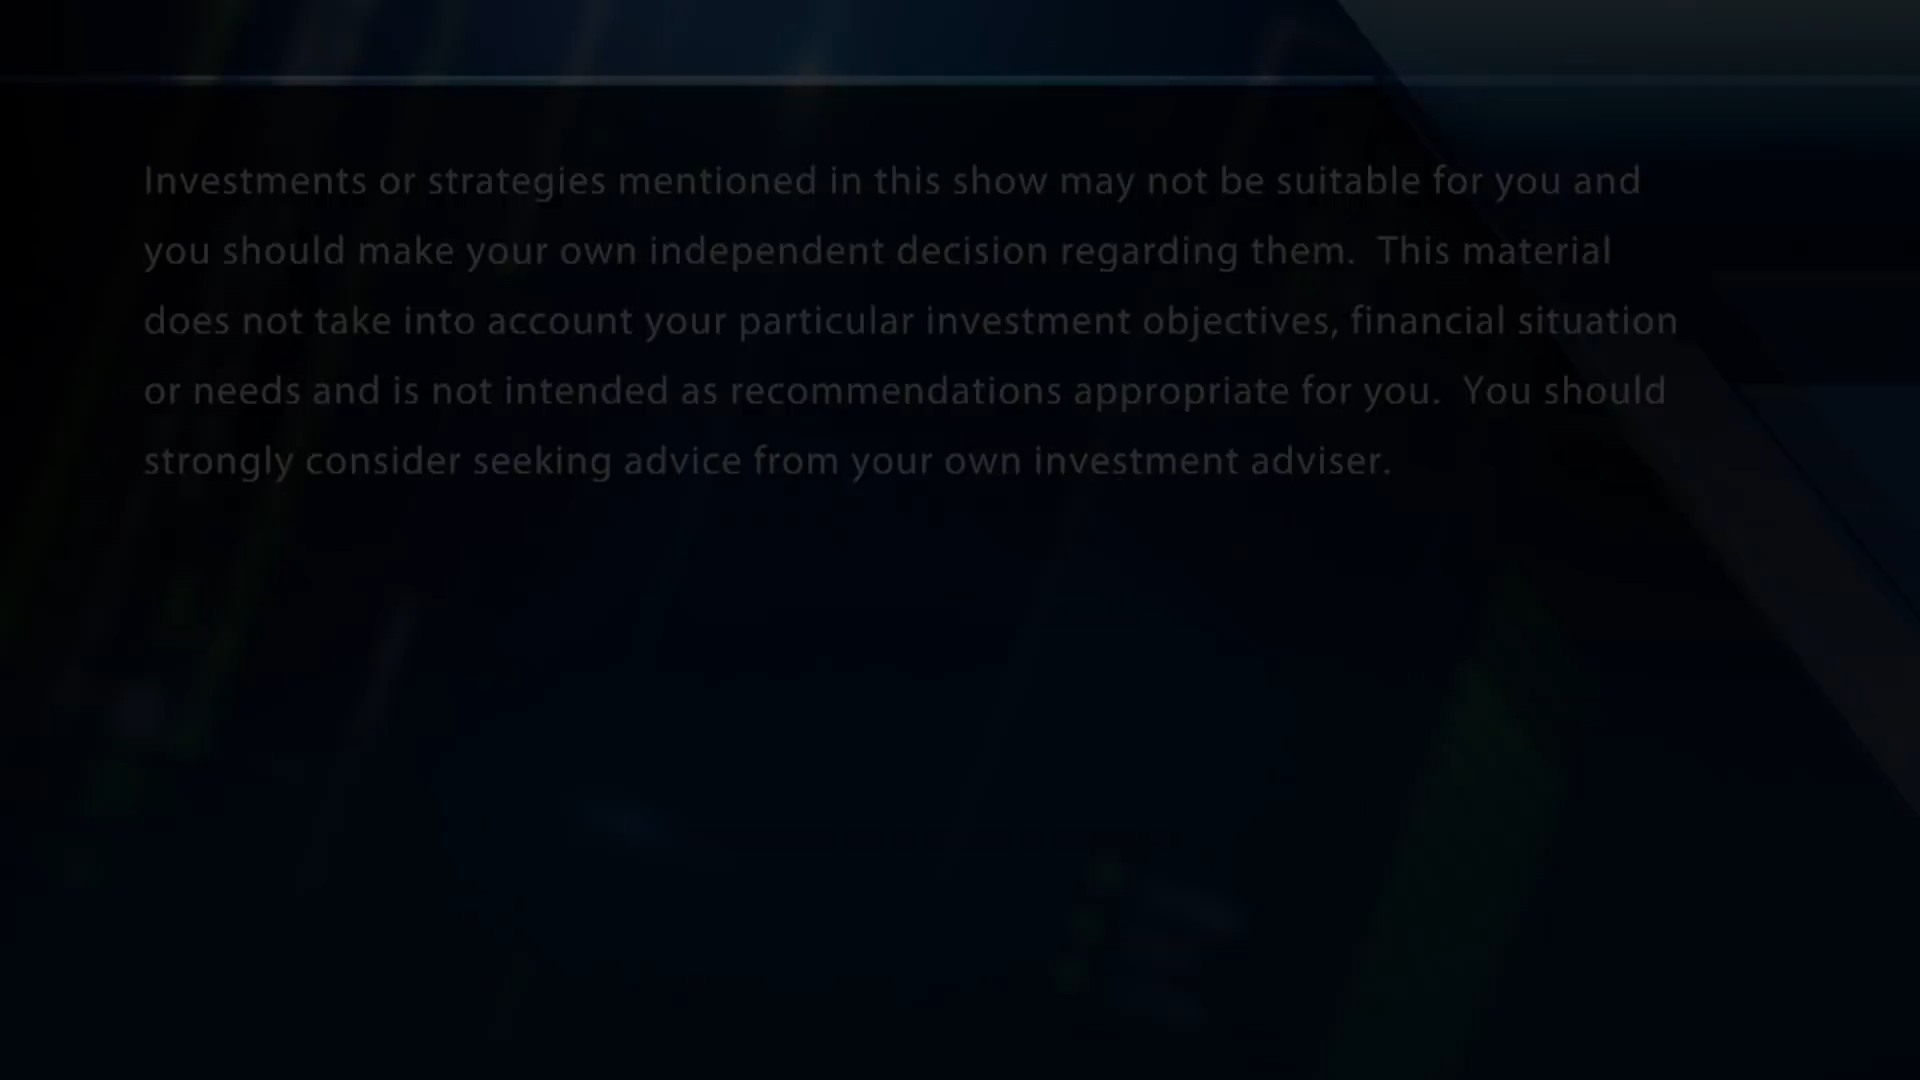 Investments or strategies mentioned in this show may not be suitable for you and
you should make your own independent decision regarding them.  This material
does not take into account your particular investment objectives, financial situation
or needs and is not intended as recommendations appropriate for you.  You should
strongly consider seeking advice from your own investment adviser.